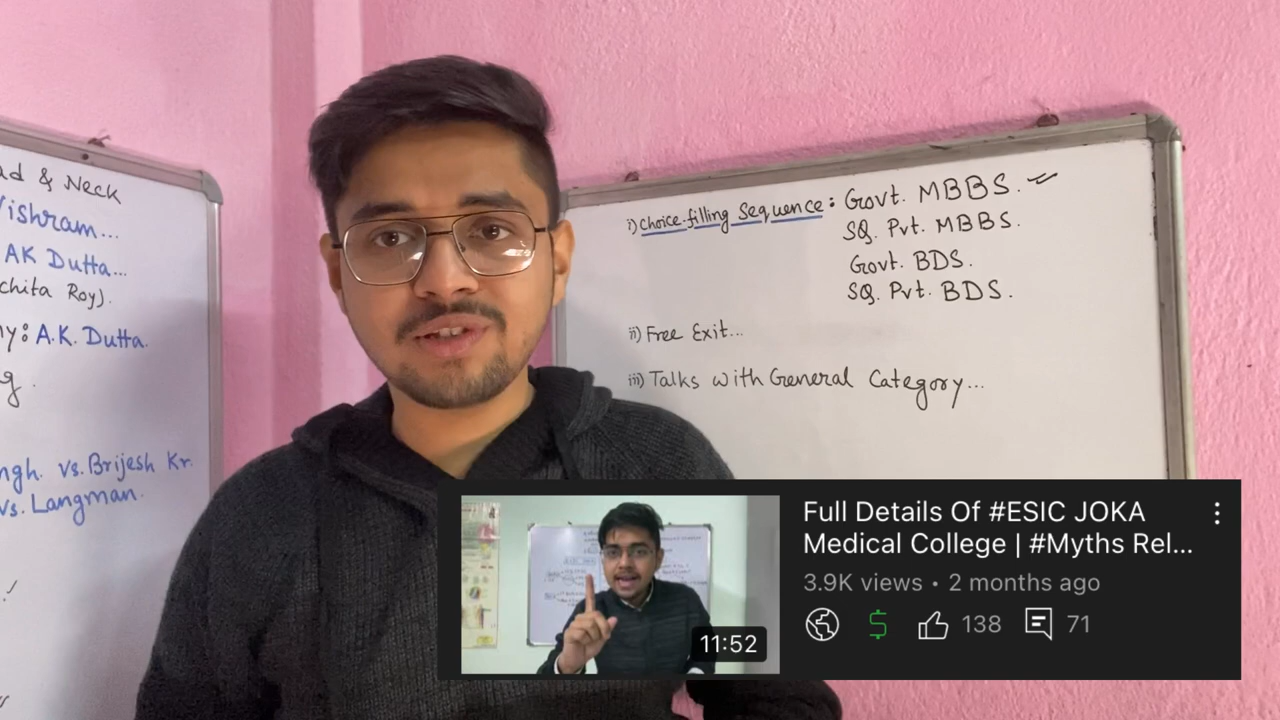 ad & Neck
Vishram...
AK Dutta...
chita Roy).
my: A.K. Dutta.
g.
ngh. vs. Brijesh Kr.
vs. Langman.
i) Choice-filling Sequence: Govt. MBBS.
SQ. Pvt. MBBS.
Govt. BDS.
SQ. Pvt. BDS.
ii) Free Exit...
iii) Talks with General Category...
Full Details Of #ESIC JOKA
Medical College | #Myths Rel...
3.9K views • 2 months ago
138 71
11:52